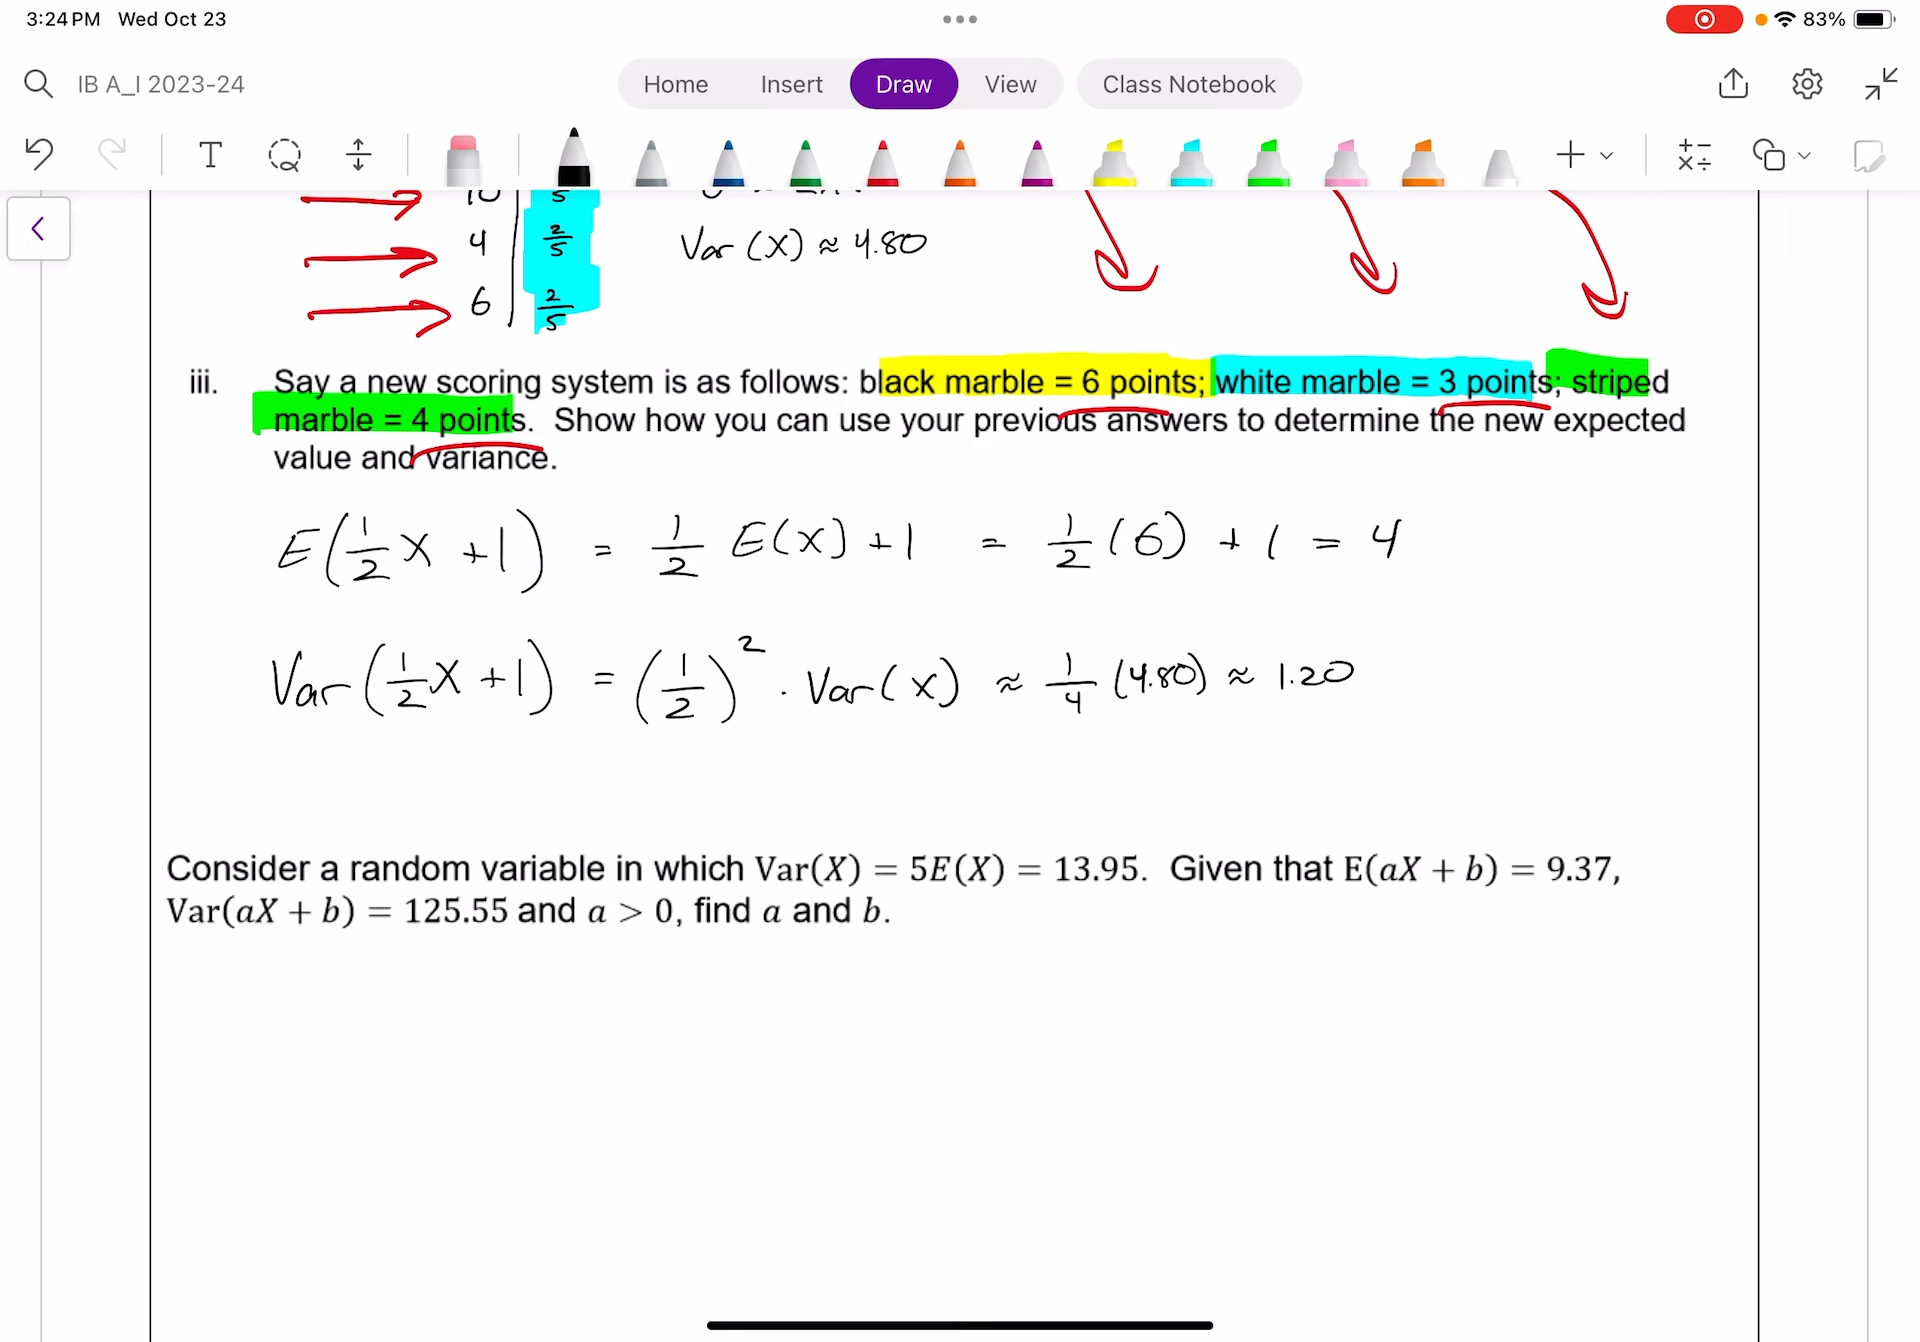 3:24 PM Wed Oct 23
83%
IB A_I 2023-24
Home Insert Draw View Class Notebook
T
10
5
4 2/5
Var (X) ≈ 4.80
6 2/5
iii. Say a new scoring system is as follows: black marble = 6 points; white marble = 3 points; striped
marble = 4 points. Show how you can use your previous answers to determine the new expected
value and variance.
E(1/2 X + 1) = 1/2 E(X) + 1 = 1/2 (6) + 1 = 4
Var(1/2 X + 1) = (1/2)² · Var(X) ≈ 1/4 (4.80) ≈ 1.20
Consider a random variable in which Var(X) = 5E(X) = 13.95. Given that E(aX + b) = 9.37,
Var(aX + b) = 125.55 and a > 0, find a and b.